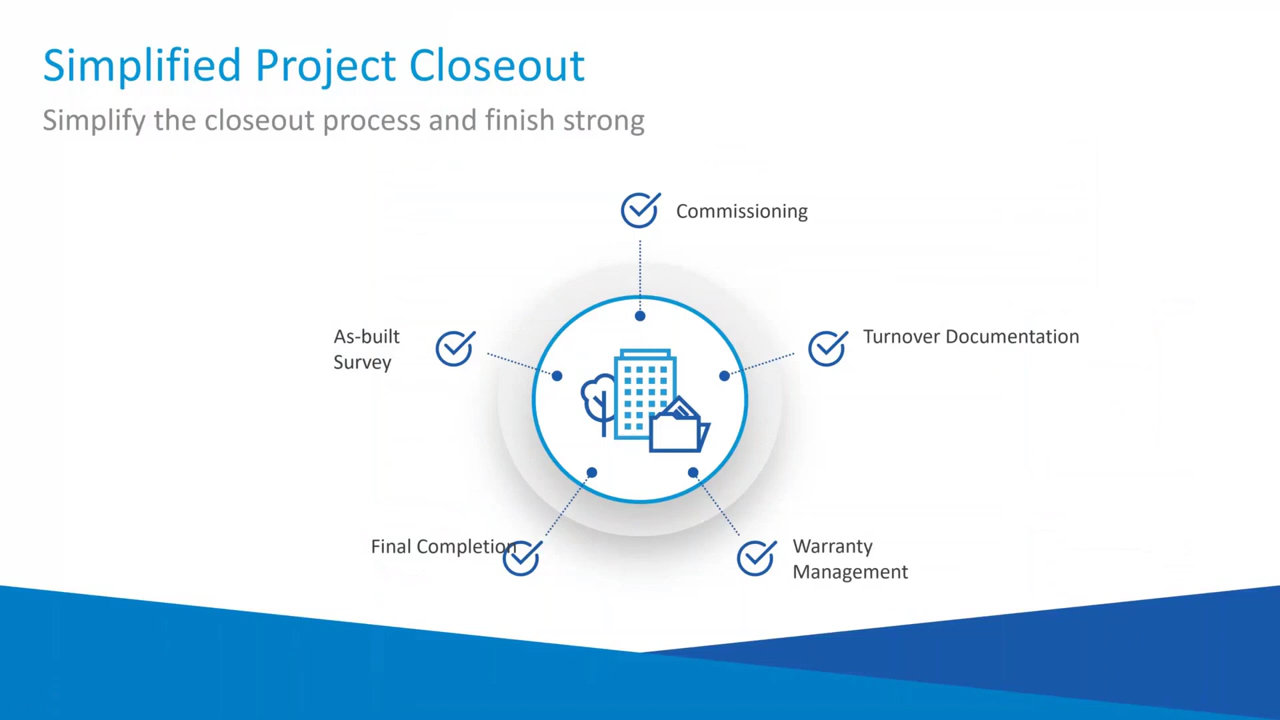 Simplified Project Closeout
Simplify the closeout process and finish strong
Commissioning
As-built
Survey
Turnover Documentation
Final Completion
Warranty
Management